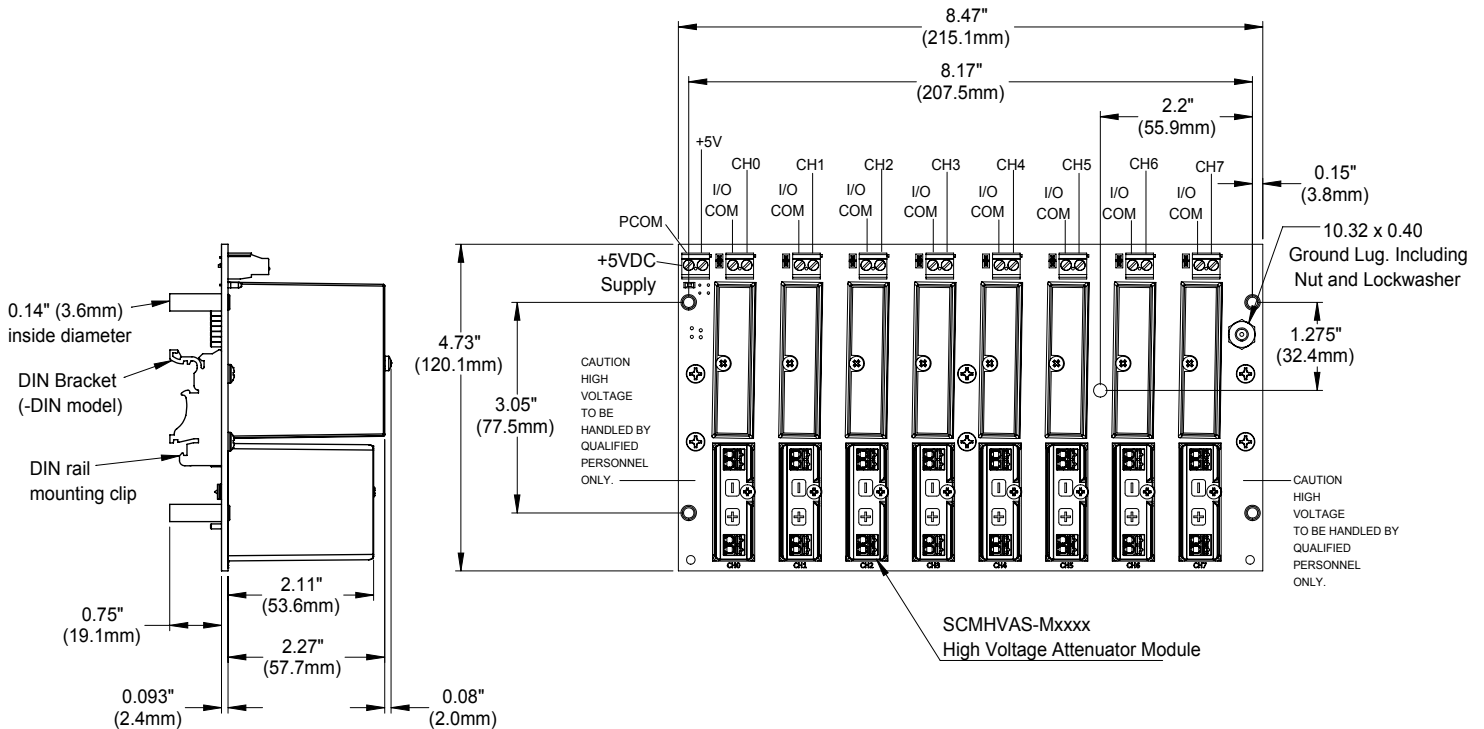 8.47"
(215.1mm)
8.17"
(207.5mm)
2.2"
(55.9mm)
+5V
CH0
CH1
CH2
CH3
CH4
CH5
CH6
CH7
I/O
COM
I/O
COM
I/O
COM
I/O
COM
I/O
COM
I/O
COM
I/O
COM
I/O
COM
0.15"
(3.8mm)
PCOM
+5VDC
Supply
10.32 x 0.40
Ground Lug. Including
Nut and Lockwasher
0.14" (3.6mm)
inside diameter
DIN Bracket
(-DIN model)
DIN rail
mounting clip
4.73"
(120.1mm)
3.05"
(77.5mm)
1.275"
(32.4mm)
CAUTION
HIGH
VOLTAGE
TO BE
HANDLED BY
QUALIFIED
PERSONNEL
ONLY.
CAUTION
HIGH
VOLTAGE
TO BE HANDLED BY
QUALIFIED
PERSONNEL
ONLY.
CH0
CH1
CH2
CH3
CH4
CH5
CH6
CH7
2.11"
(53.6mm)
0.75"
(19.1mm)
2.27"
(57.7mm)
0.093"
(2.4mm)
0.08"
(2.0mm)
SCMHVAS-Mxxxx
High Voltage Attenuator Module